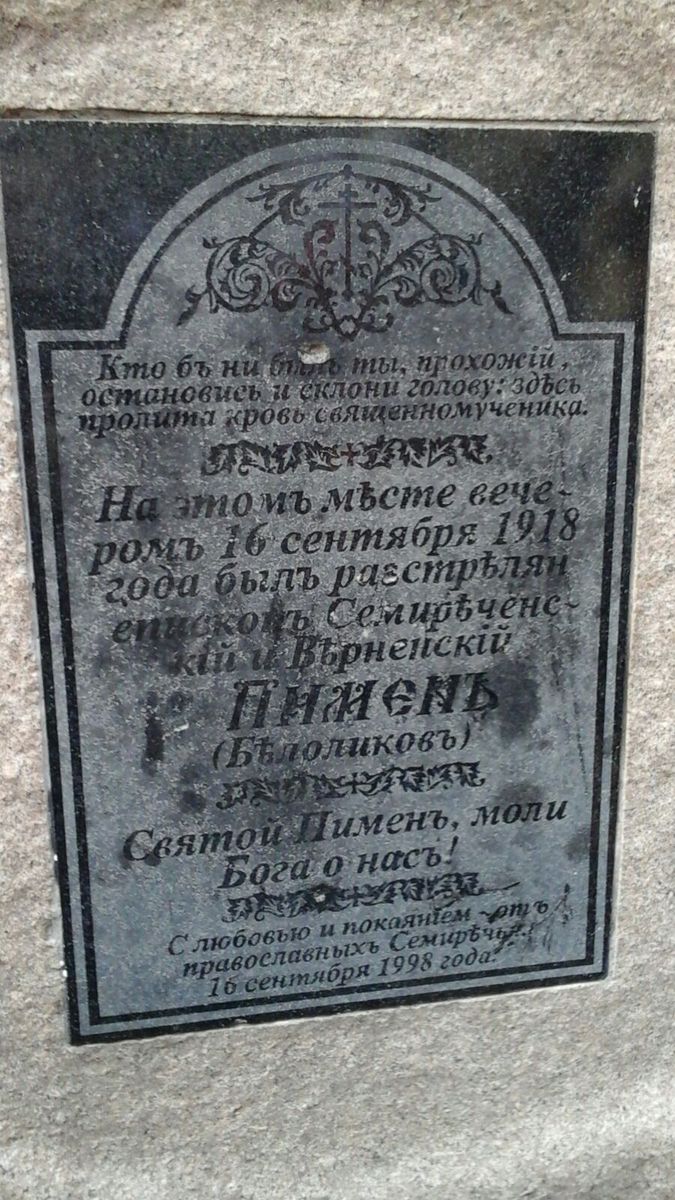 Кто бъ ни былъ ты, прохожій,
остановись и склони голову: здѣсь
пролита кровь священномученика.
На этомъ мѣсте вече-
ромъ 16 сентября 1918
года былъ разстрѣлян
епископъ Семирѣченс-
кій и Вѣрненскій
ПИМЕНЪ
(Бѣлоликовъ)
Святой Пименъ, моли
Бога о насъ!
С любовью и покаяніем - отъ
православныхъ Семирѣчья.
16 сентября 1998 года.